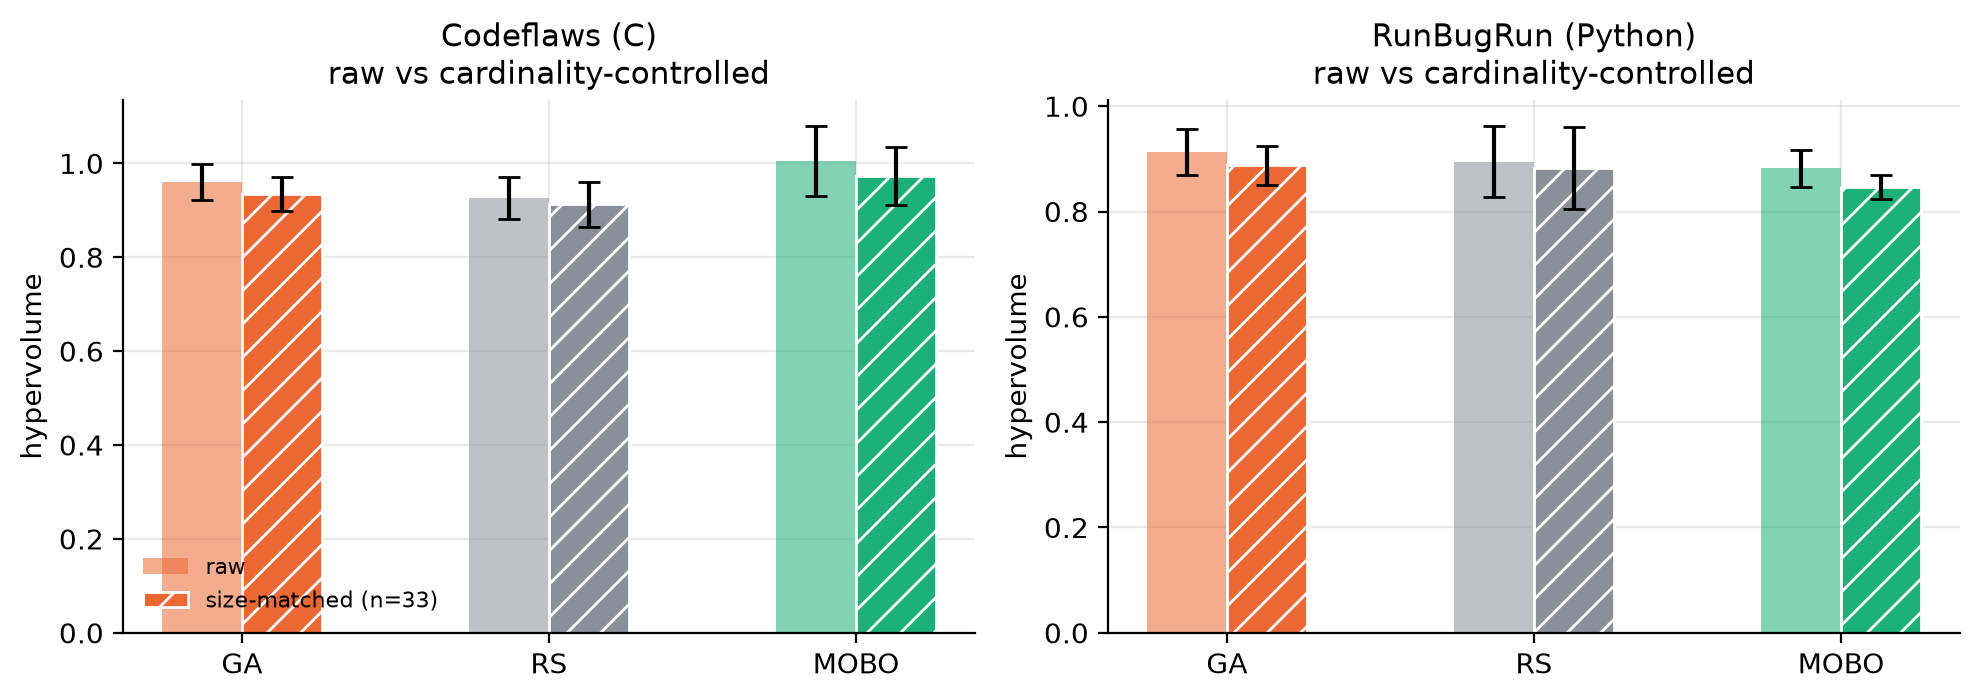 Codeflaws (C)
raw vs cardinality-controlled
hypervolume
1.0
0.8
0.6
0.4
0.2
0.0
raw
size-matched (n=33)
GA
RS
MOBO
RunBugRun (Python)
raw vs cardinality-controlled
hypervolume
1.0
0.8
0.6
0.4
0.2
0.0
GA
RS
MOBO